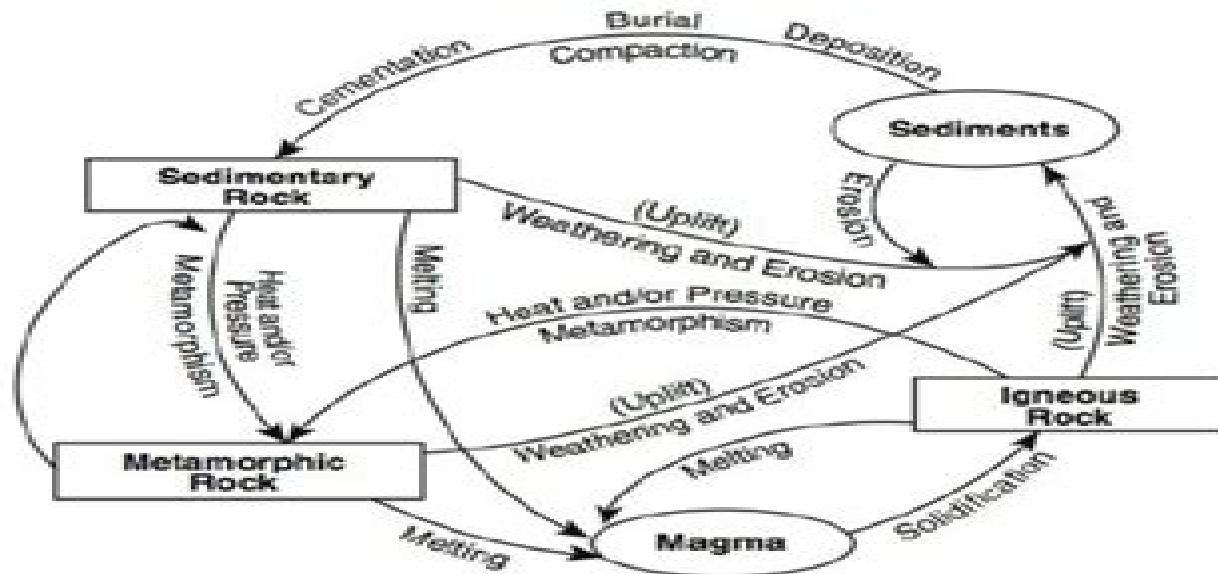 Burial
Compaction
Deposition
Cementation
Sediments
Sedimentary
Rock
Erosion
(Uplift)
Weathering and Erosion
Weathering and
Erosion
(Uplift)
Melting
Heat and/or
Pressure
Metamorphism
Heat and/or Pressure
Metamorphism
(Uplift)
Weathering and Erosion
Igneous
Rock
Metamorphic
Rock
Melting
Melting
Solidification
Magma